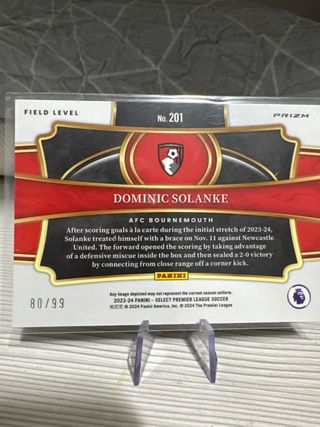 FIELD LEVEL
No. 201
PRIZM
DOMINIC SOLANKE
AFC BOURNEMOUTH
After scoring goals à la carte during the initial stretch of 2023-24,
Solanke treated himself with a brace on Nov. 11 against Newcastle
United. The forward opened the scoring by taking advantage
of a defensive miscue inside the box and then sealed a 2-0 victory
by connecting from close range off a corner kick.
PANINI
80/99
Any image depicted may not represent the current season uniform.
2023-24 PANINI - SELECT PREMIER LEAGUE SOCCER
© 2024 Panini America, Inc. © 2024 The Premier League